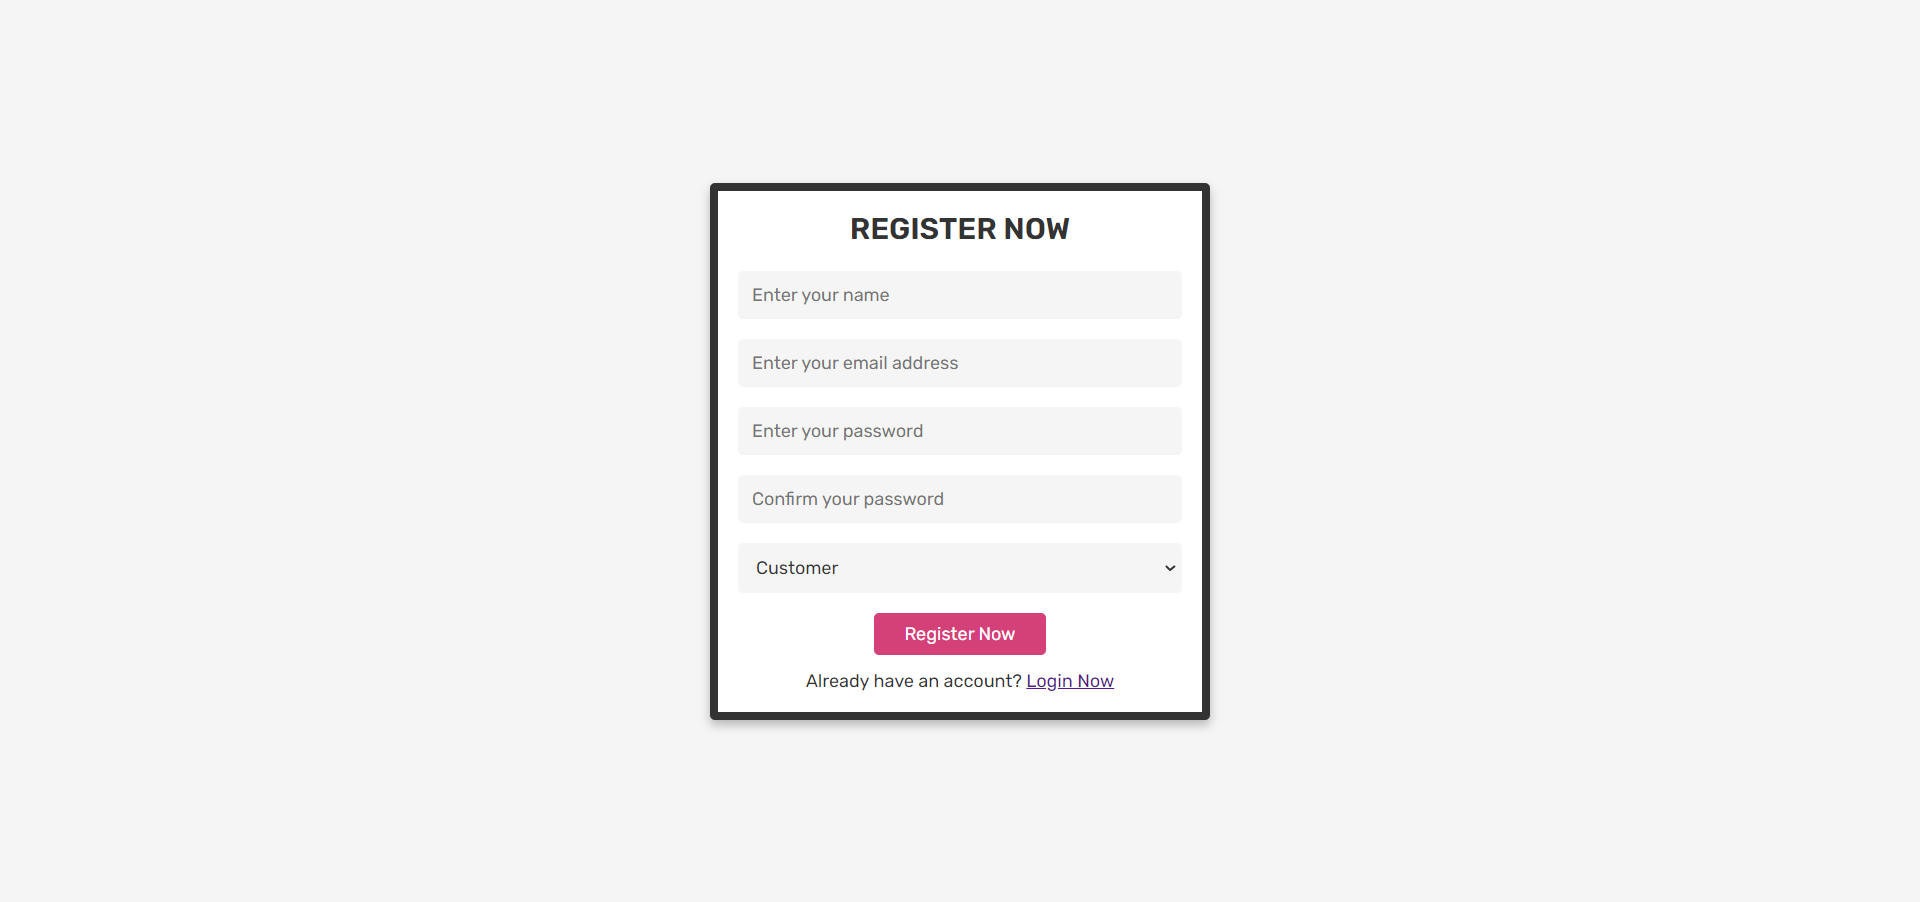 REGISTER NOW
Enter your name
Enter your email address
Enter your password
Confirm your password
Customer
Register Now
Already have an account? Login Now